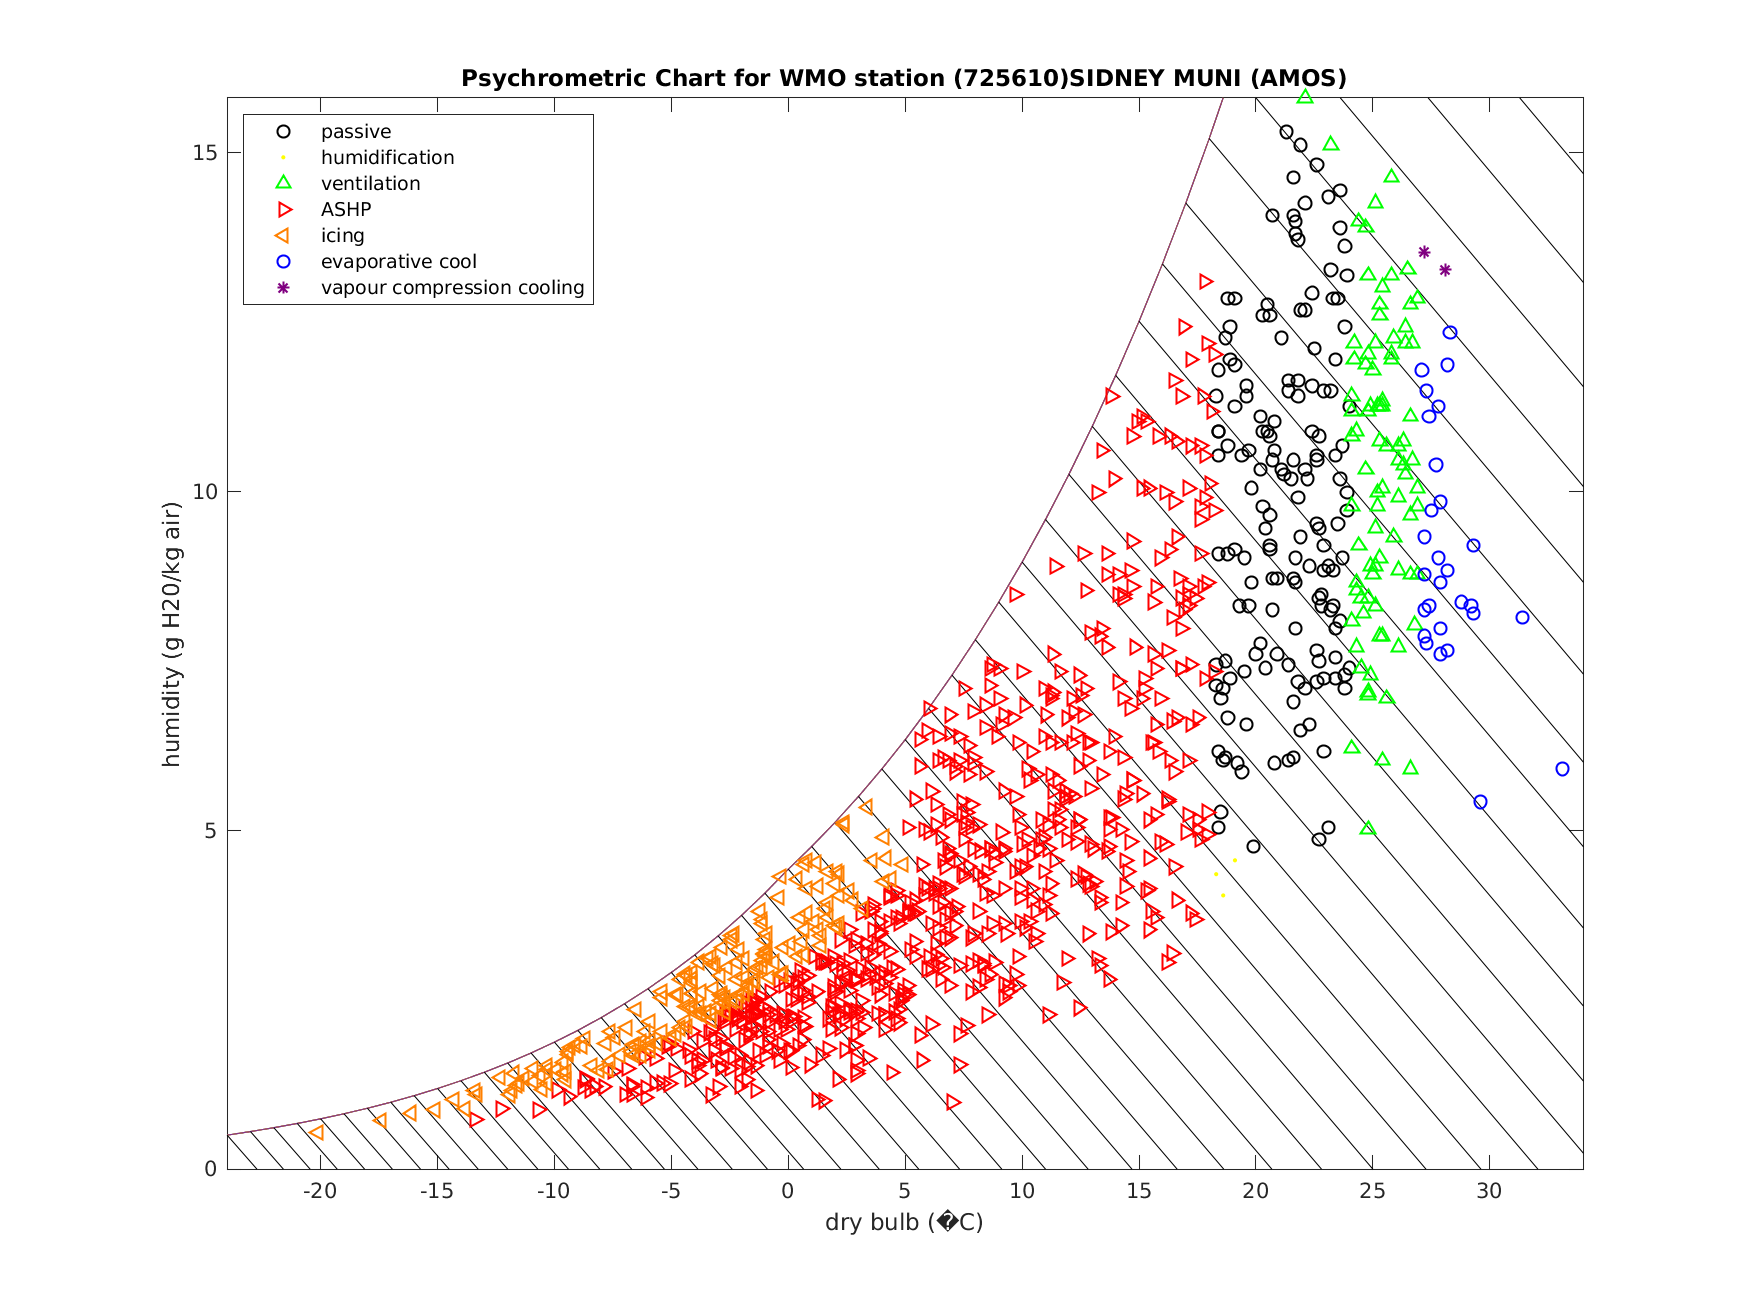 Psychrometric Chart for WMO station (725610)SIDNEY MUNI (AMOS)
passive
humidification
ventilation
ASHP
icing
evaporative cool
vapour compression cooling
15
10
5
0
humidity (g H20/kg air)
-20 -15 -10 -5 0 5 10 15 20 25 30
dry bulb (�C)